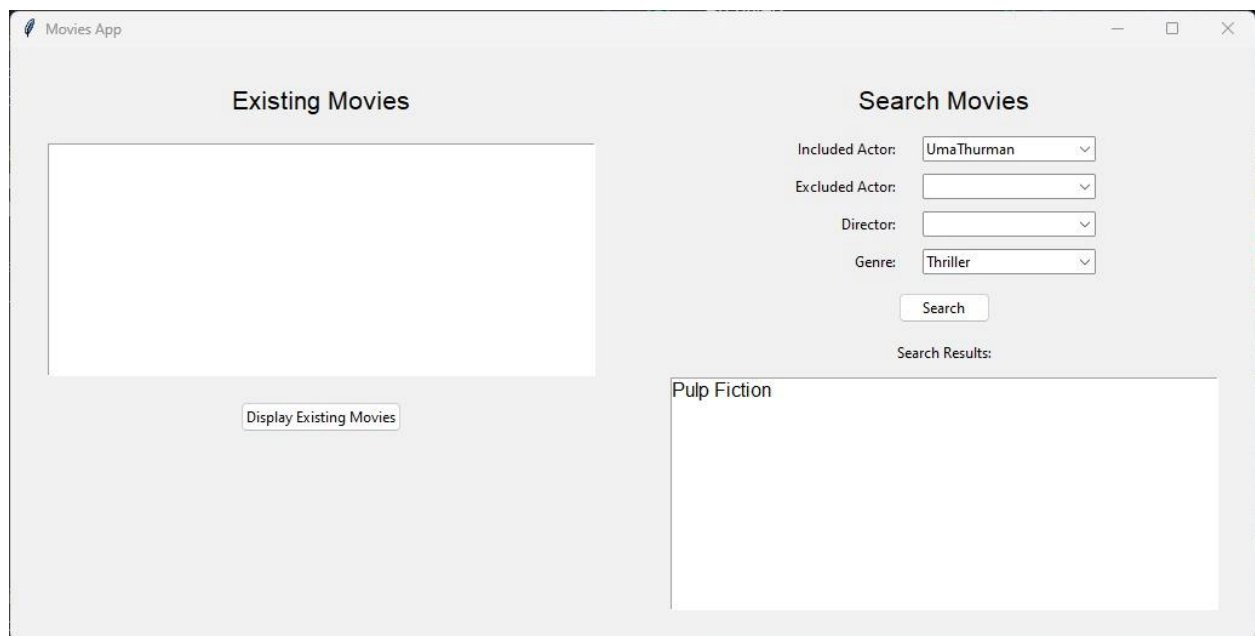 Movies App
Existing Movies
Display Existing Movies
Search Movies
Included Actor: UmaThurman
Excluded Actor:
Director:
Genre: Thriller
Search
Search Results:
Pulp Fiction